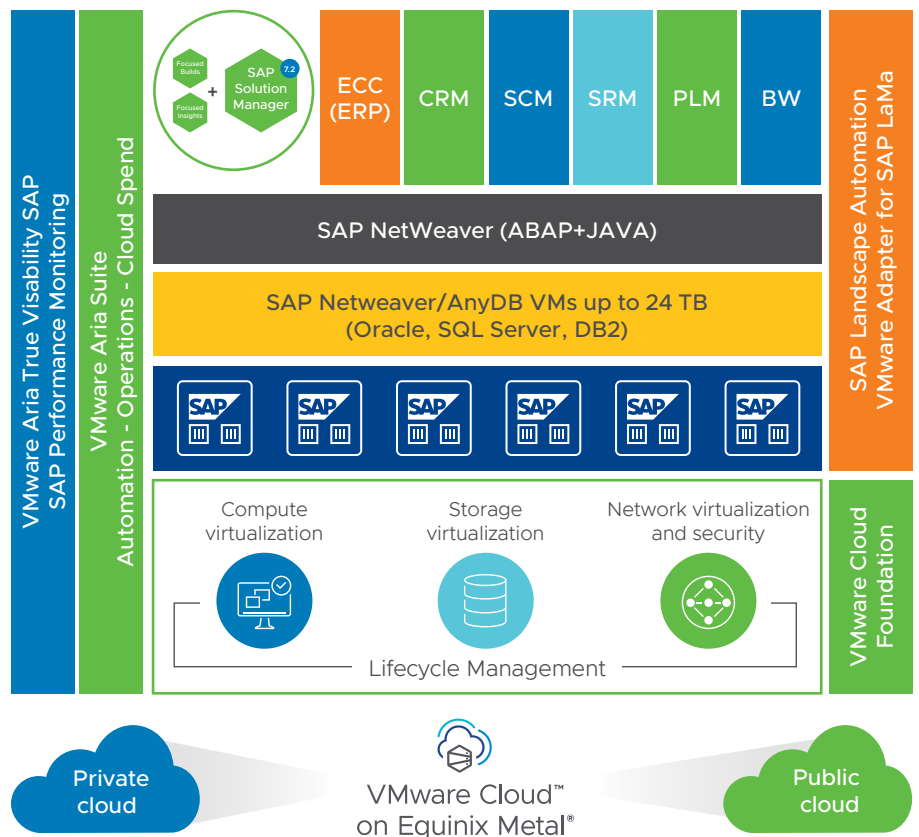 VMware Aria True Visability SAP
SAP Performance Monitoring
VMware Aria Suite
Automation - Operations - Cloud Spend
Focused
Builds
+
Focused
Insights
SAP
Solution
Manager
7.2
ECC
(ERP)
CRM
SCM
SRM
PLM
BW
SAP NetWeaver (ABAP+JAVA)
SAP Netweaver/AnyDB VMs up to 24 TB
(Oracle, SQL Server, DB2)
SAP
SAP
SAP
SAP
SAP
SAP
SAP Landscape Automation
VMware Adapter for SAP LaMa
Compute
virtualization
Storage
virtualization
Network virtualization
and security
Lifecycle Management
VMware Cloud
Foundation
Private
cloud
VMware Cloud™
on Equinix Metal®
Public
cloud